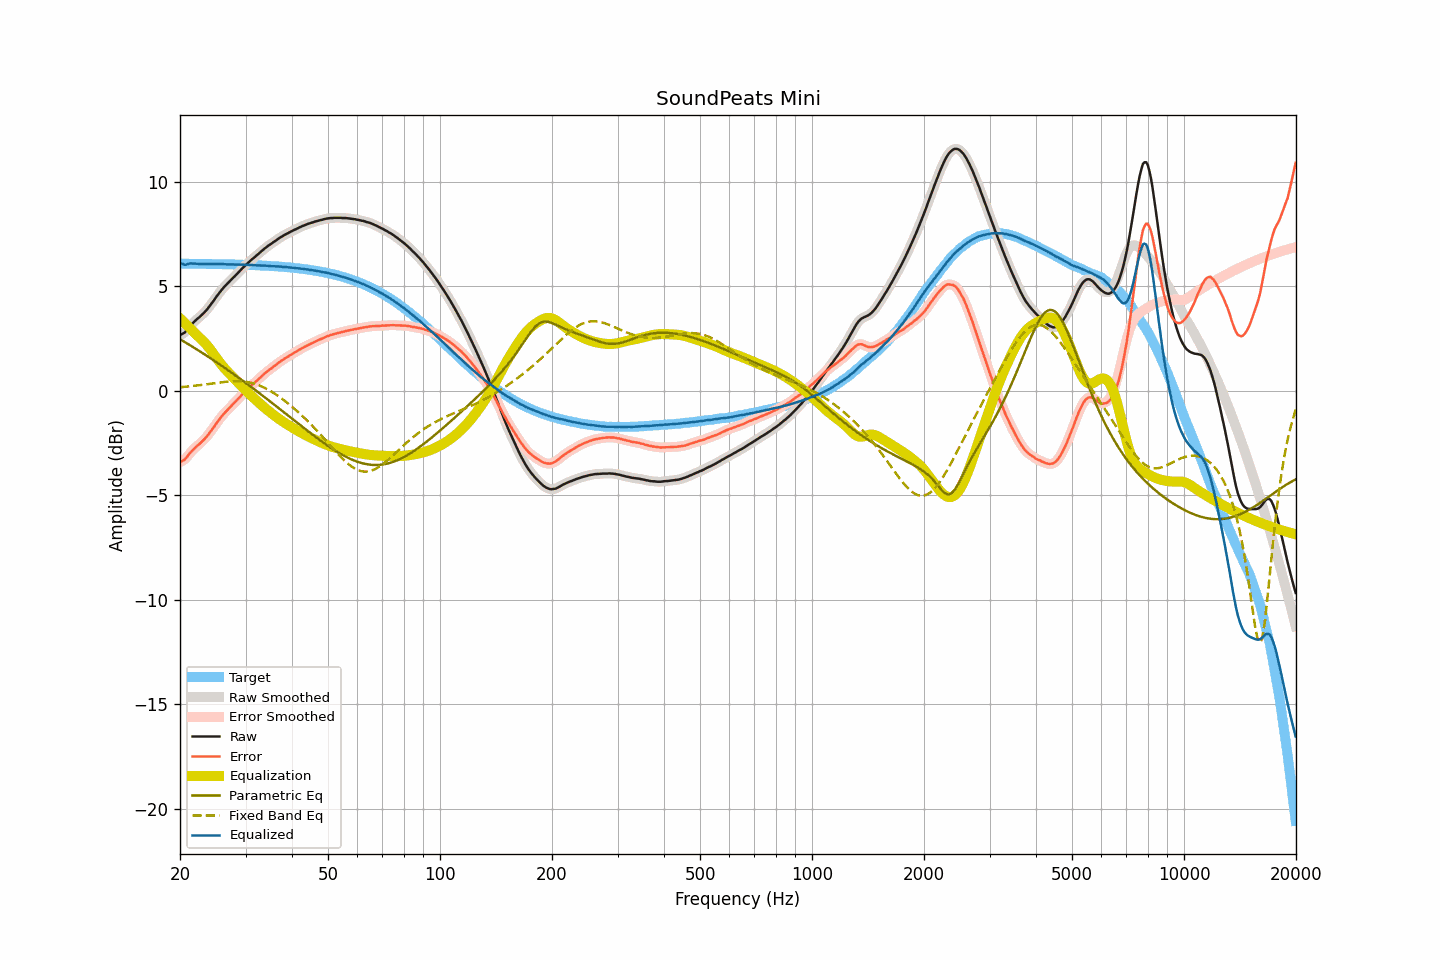 SoundPeats Mini
Amplitude (dBr)
10
5
0
−5
−10
−15
−20
Target
Raw Smoothed
Error Smoothed
Raw
Error
Equalization
Parametric Eq
Fixed Band Eq
Equalized
20 50 100 200 500 1000 2000 5000 10000 20000
Frequency (Hz)